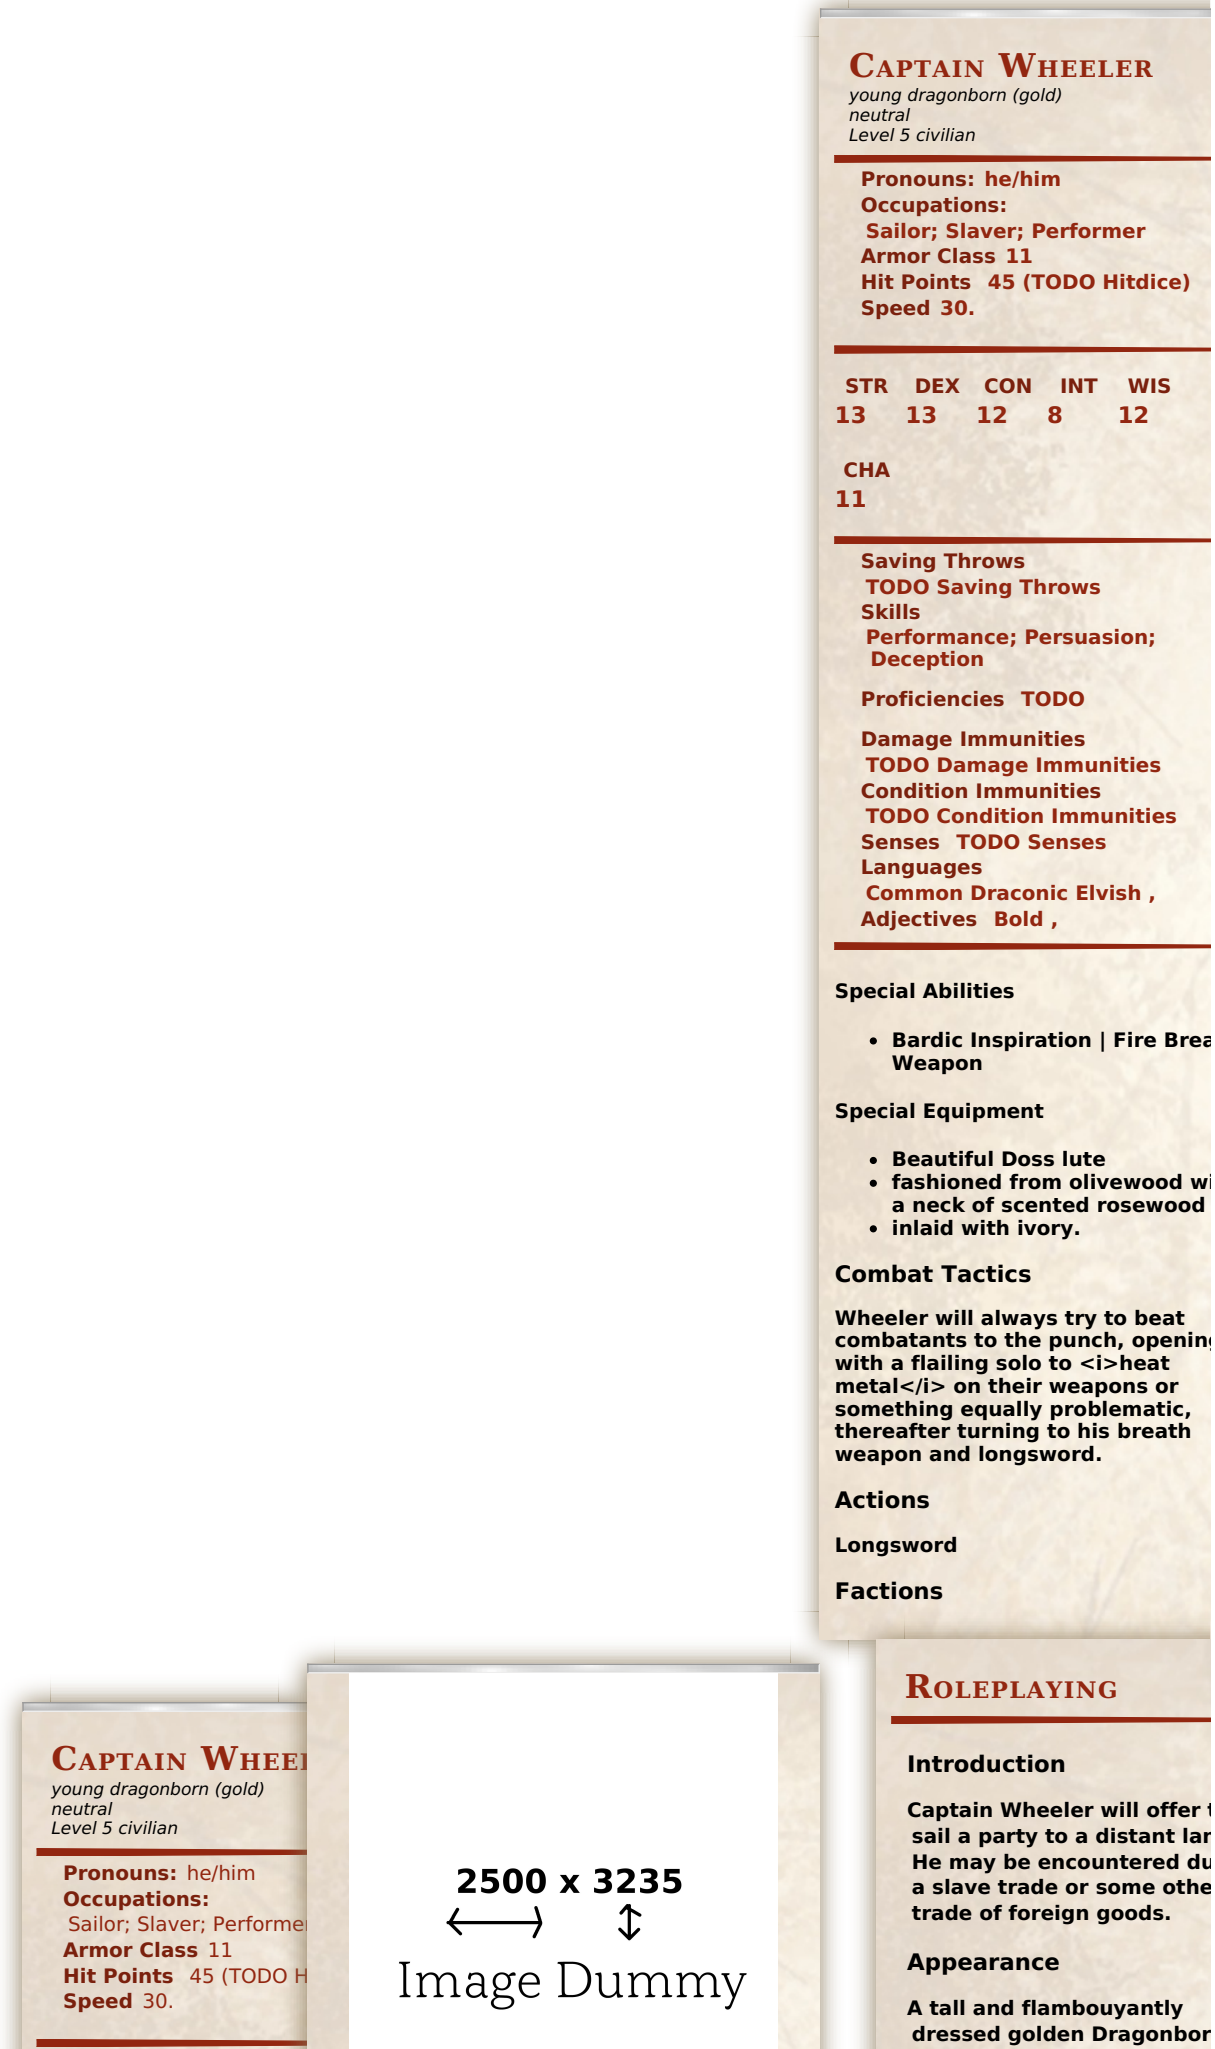 Captain Wheeler
young dragonborn (gold)
neutral
Level 5 civilian
Pronouns: he/him
Occupations:
Sailor; Slaver; Performer
Armor Class 11
Hit Points 45 (TODO Hitdice)
Speed 30.
STR DEX CON INT WIS
13 13 12 8 12
CHA
11
Saving Throws
TODO Saving Throws
Skills
Performance; Persuasion;
Deception
Proficiencies TODO
Damage Immunities
TODO Damage Immunities
Condition Immunities
TODO Condition Immunities
Senses TODO Senses
Languages
Common Draconic Elvish ,
Adjectives Bold ,
Special Abilities
• Bardic Inspiration | Fire
Weapon
Special Equipment
• Beautiful Doss lute
• fashioned from olivewood
a neck of scented rosewood
• inlaid with ivory.
Combat Tactics
Wheeler will always try to beat
combatants to the punch, opening
with a flailing solo to <i>heat
metal</i> on their weapons or
something equally problematic,
thereafter turning to his breath
weapon and longsword.
Actions
Longsword
Factions
Roleplaying
Introduction
Captain Wheeler will offer
sail a party to a distant
He may be encountered
a slave trade or some
trade of foreign goods.
Appearance
A tall and flambouyantly
dressed golden
Captain
young dragonborn (gold)
neutral
Level 5 civilian
Pronouns: he/him
Occupations:
Sailor; Slaver;
Armor Class 11
Hit Points 45 (TODO
Speed 30.
2500 x 3235
Image Dummy